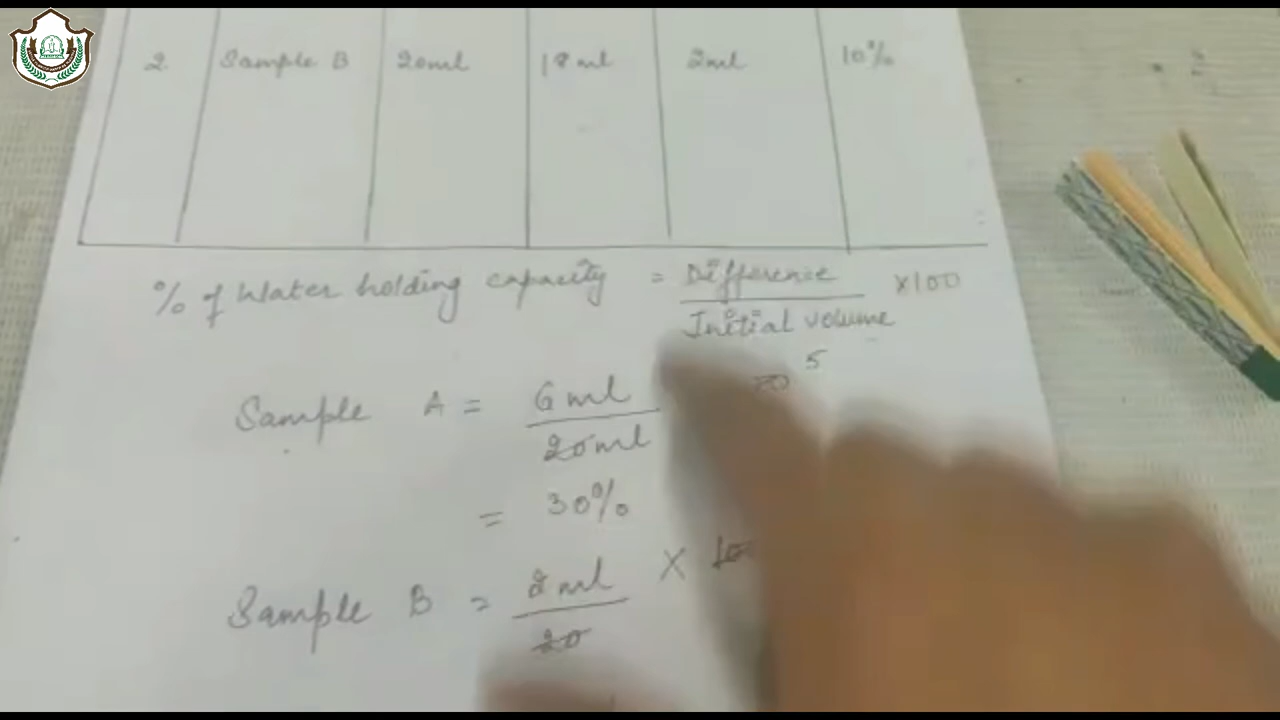 2 Sample B 20ml 18ml 2ml 10%
% of Water holding capacity = Difference / Initial volume ×100
5
Sample A = 6ml / 20ml
= 30%
Sample B = 2ml / 20 ×